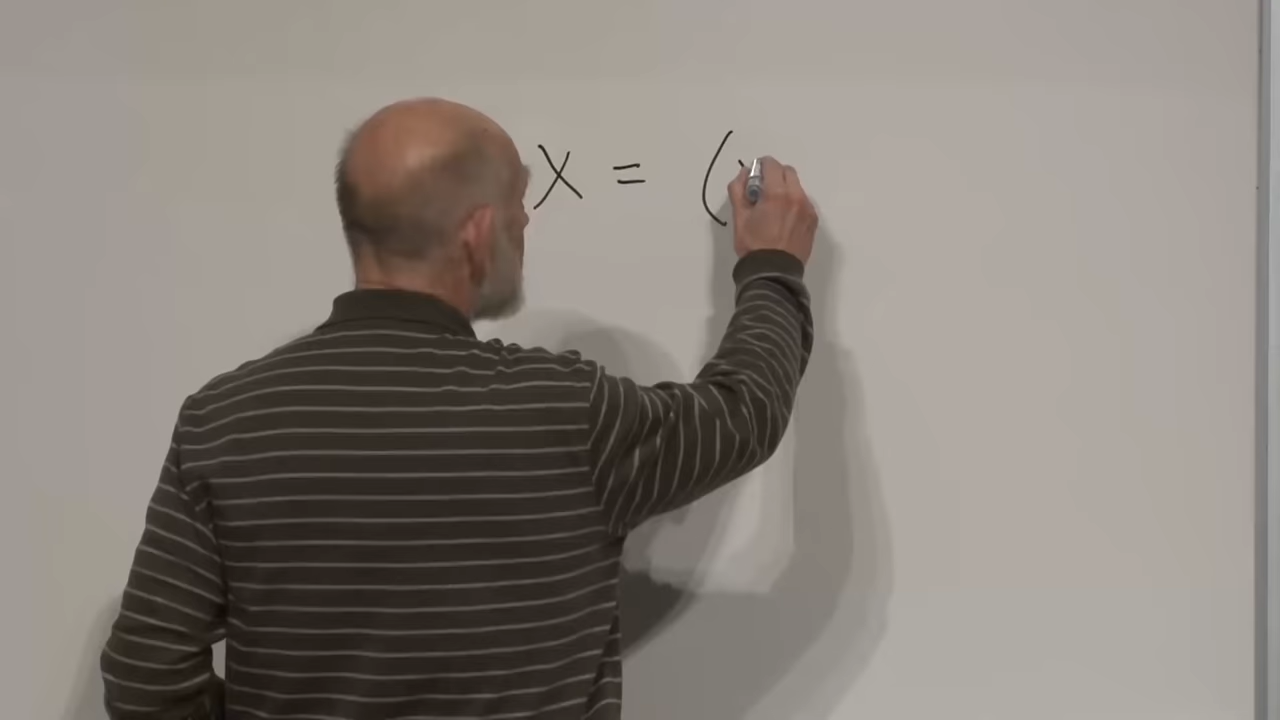 X = (